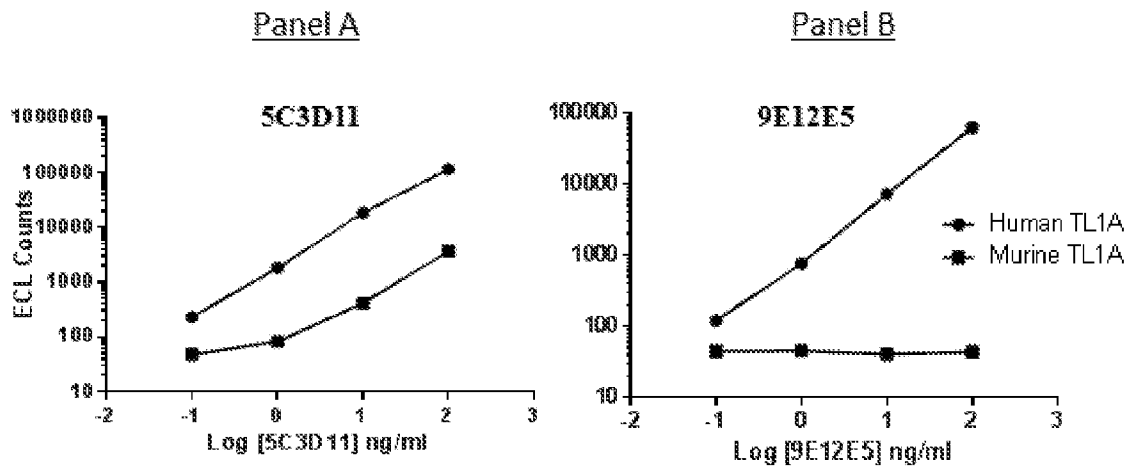 Panel A
Panel B
5C3D11
9E12E5
ECL Counts
1000000
100000
10000
1000
100
10
-2
-1
0
1
2
3
Log [5C3D11] ng/ml
100000
10000
1000
100
10
-2
-1
0
1
2
3
Log [9E12E5] ng/ml
Human TL1A
Murine TL1A